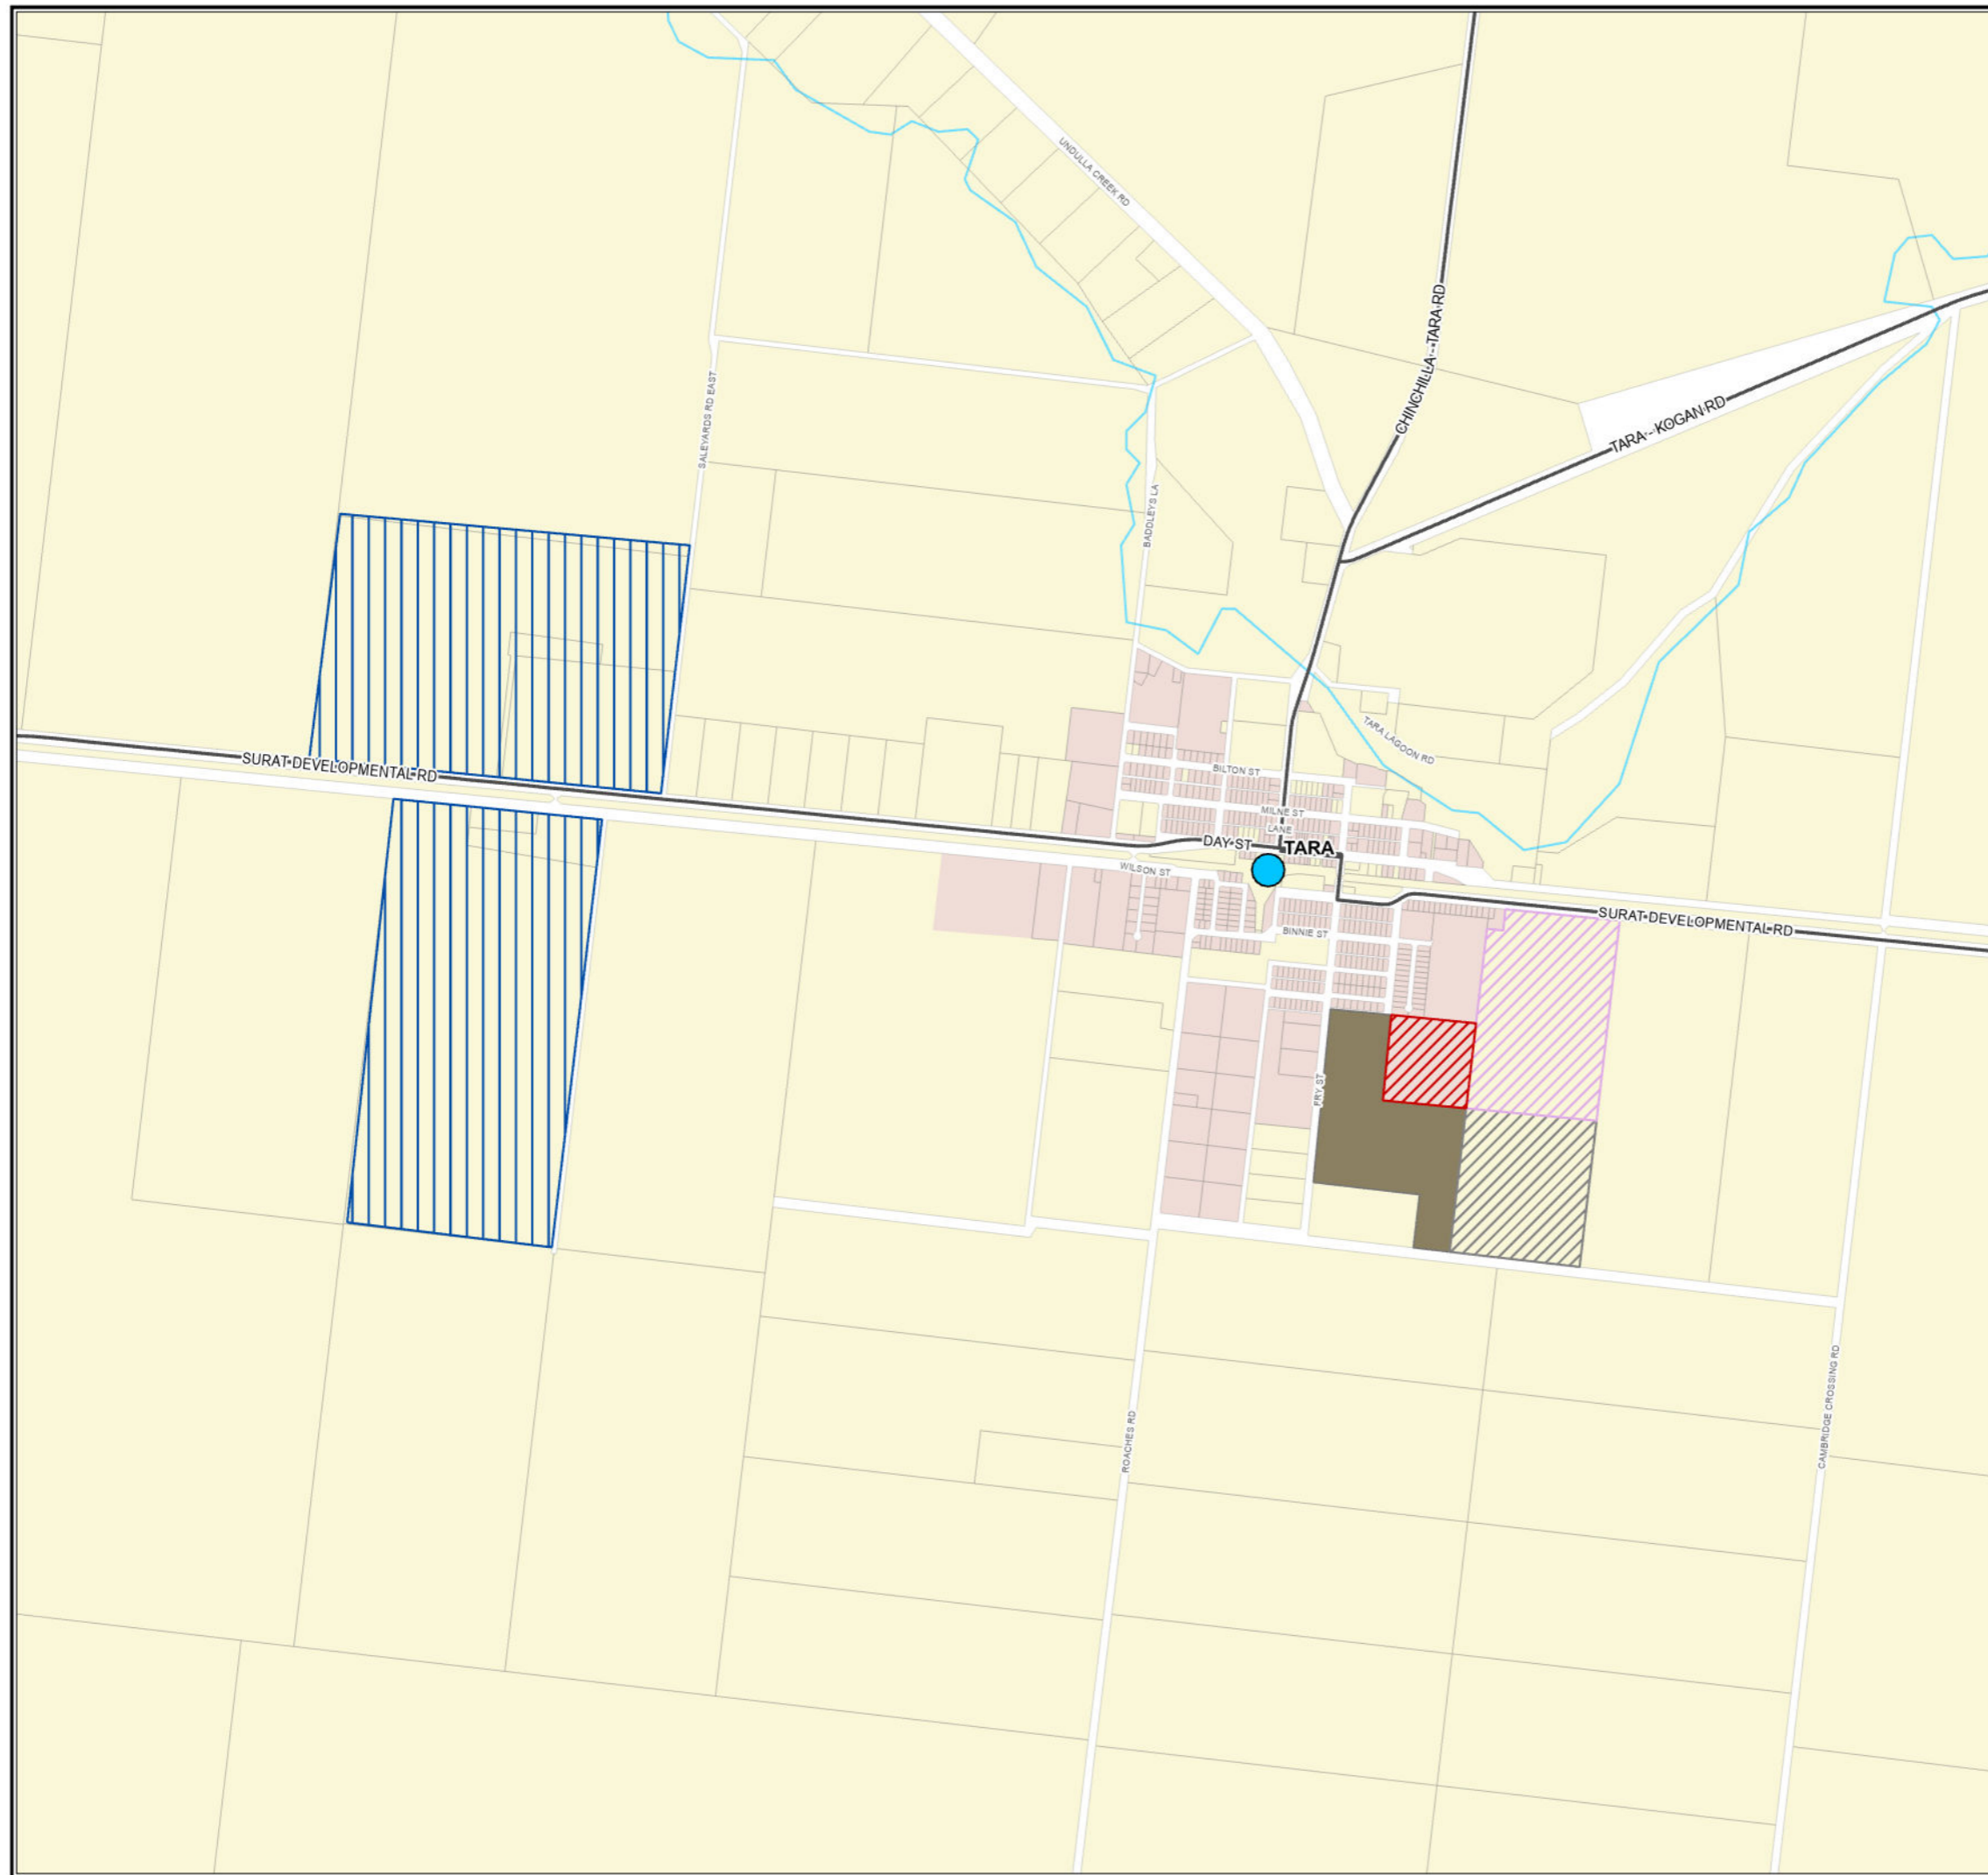 UNDULLA CREEK RD
CHINCHILLA - TARA RD
TARA - KOGAN RD
SALEYARDS RD EAST
BADDLEYS LA
TARA LAGOON RD
SURAT DEVELOPMENTAL RD
BILTON ST
MILNE ST
LANE
DAY ST
TARA
WILSON ST
SURAT DEVELOPMENTAL RD
BINNIE ST
FRY ST
ROACHES RD
CAMBRIDGE CROSSING RD